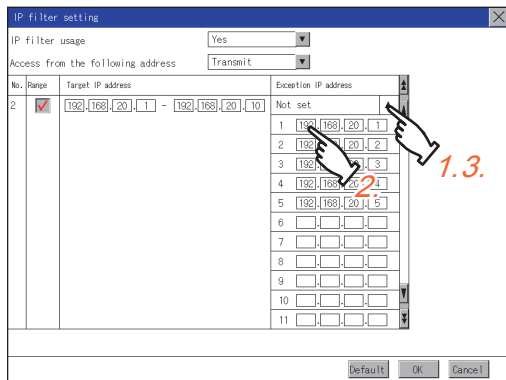 IP filter setting
IP filter usage Yes
Access from the following address Transmit
No. Range Target IP address Exception IP address
2 192.168.20.1 - 192.168.20.10 Not set
1 192.168.20.1
2 192.168.20.2
3 192.168.20.3
4 192.168.20.4
5 192.168.20.5
6 . . .
7 . . .
8 . . .
9 . . .
10 . . .
11 . . .
1.3.
2.
Default OK Cancel